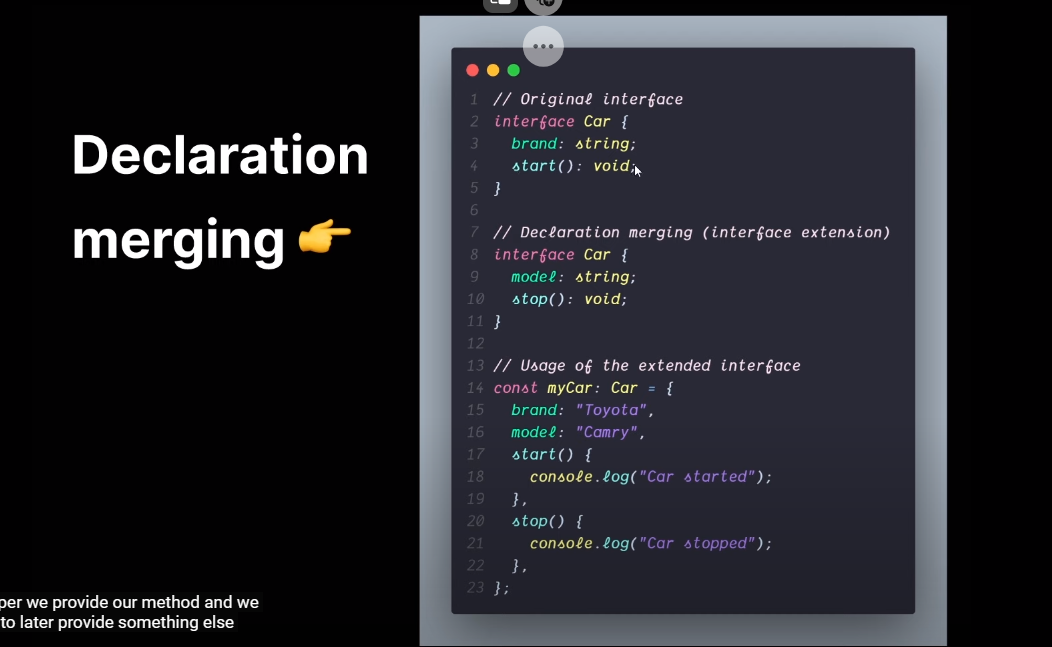 Declaration
merging 👉
1 // Original interface
2 interface Car {
3 brand: string;
4 start(): void;
5 }
6
7 // Declaration merging (interface extension)
8 interface Car {
9 model: string;
10 stop(): void;
11 }
12
13 // Usage of the extended interface
14 const myCar: Car = {
15 brand: "Toyota",
16 model: "Camry",
17 start() {
18 console.log("Car started");
19 },
20 stop() {
21 console.log("Car stopped");
22 },
23 };
per we provide our method and we
to later provide something else